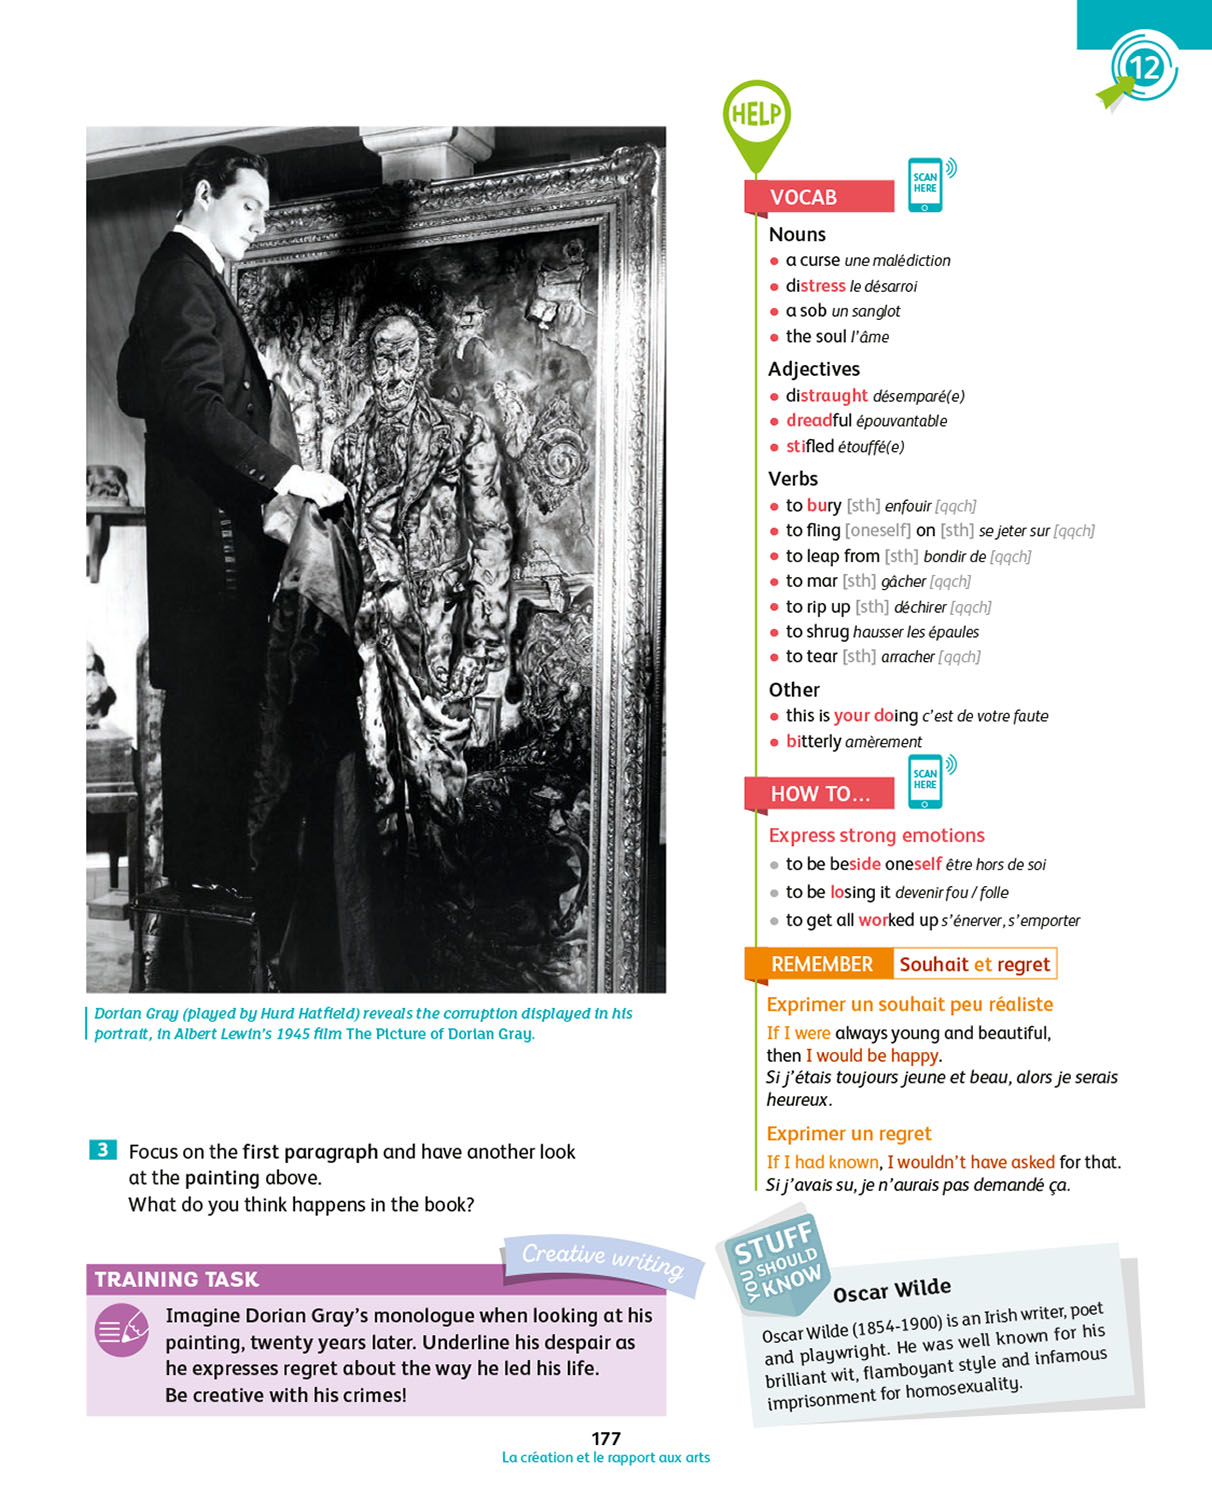 12
HELP
VOCAB
SCAN
HERE
Nouns
• a curse une malédiction
• distress le désarroi
• a sob un sanglot
• the soul l'âme
Adjectives
• distraught désemparé(e)
• dreadful épouvantable
• stifled étouffé(e)
Verbs
• to bury [sth] enfouir [qqch]
• to fling [oneself] on [sth] se jeter sur [qqch]
• to leap from [sth] bondir de [qqch]
• to mar [sth] gâcher [qqch]
• to rip up [sth] déchirer [qqch]
• to shrug hausser les épaules
• to tear [sth] arracher [qqch]
Other
• this is your doing c'est de votre faute
• bitterly amèrement
HOW TO...
SCAN
HERE
Express strong emotions
• to be beside oneself être hors de soi
• to be losing it devenir fou / folle
• to get all worked up s'énerver, s'emporter
REMEMBER Souhait et regret
Exprimer un souhait peu réaliste
If I were always young and beautiful,
then I would be happy.
Si j'étais toujours jeune et beau, alors je serais
heureux.
Exprimer un regret
If I had known, I wouldn't have asked for that.
Si j'avais su, je n'aurais pas demandé ça.
Dorian Gray (played by Hurd Hatfield) reveals the corruption displayed in his
portrait, in Albert Lewin's 1945 film The Picture of Dorian Gray.
3 Focus on the first paragraph and have another look
at the painting above.
What do you think happens in the book?
Creative writing
TRAINING TASK
Imagine Dorian Gray's monologue when looking at his
painting, twenty years later. Underline his despair as
he expresses regret about the way he led his life.
Be creative with his crimes!
STUFF
YOU SHOULD
KNOW
Oscar Wilde
Oscar Wilde (1854-1900) is an Irish writer, poet
and playwright. He was well known for his
brilliant wit, flamboyant style and infamous
imprisonment for homosexuality.
177
La création et le rapport aux arts